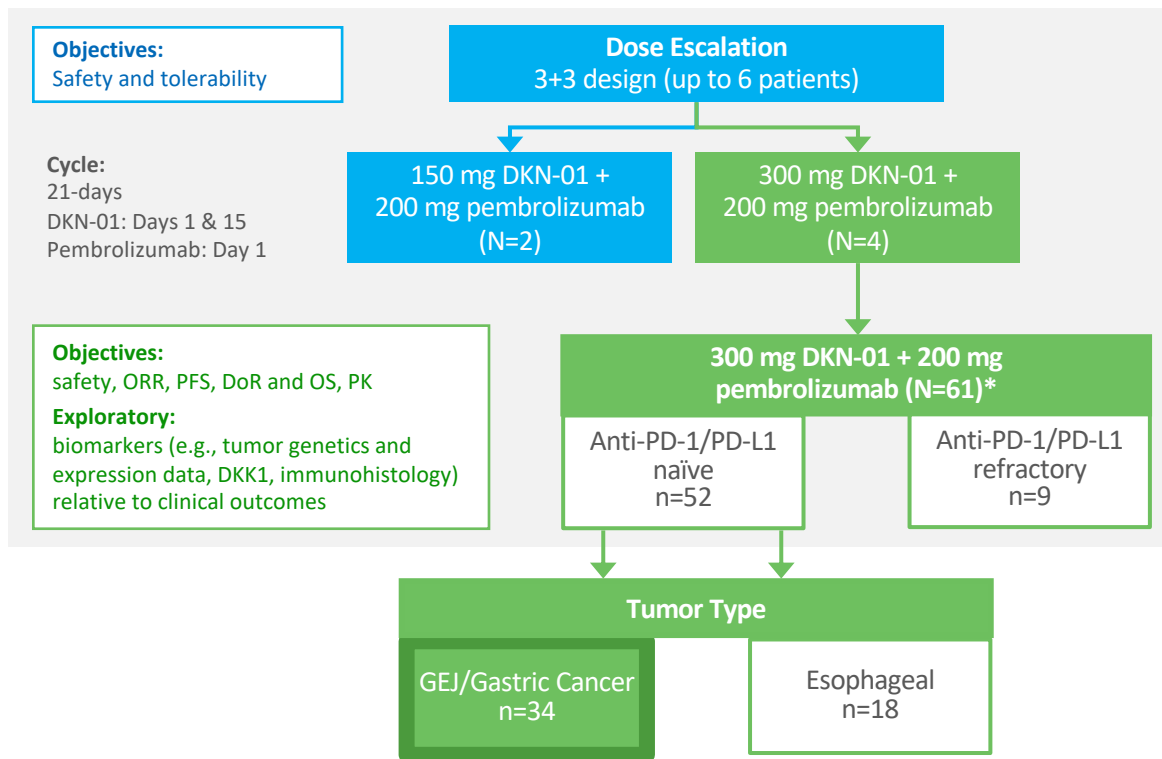 Objectives:
Safety and tolerability
Dose Escalation
3+3 design (up to 6 patients)
Cycle:
21-days
DKN-01: Days 1 & 15
Pembrolizumab: Day 1
150 mg DKN-01 +
200 mg pembrolizumab
(N=2)
300 mg DKN-01 +
200 mg pembrolizumab
(N=4)
Objectives:
safety, ORR, PFS, DoR and OS, PK
Exploratory:
biomarkers (e.g., tumor genetics and
expression data, DKK1, immunohistology)
relative to clinical outcomes
300 mg DKN-01 + 200 mg
pembrolizumab (N=61)*
Anti-PD-1/PD-L1
naïve
n=52
Anti-PD-1/PD-L1
refractory
n=9
Tumor Type
GEJ/Gastric Cancer
n=34
Esophageal
n=18